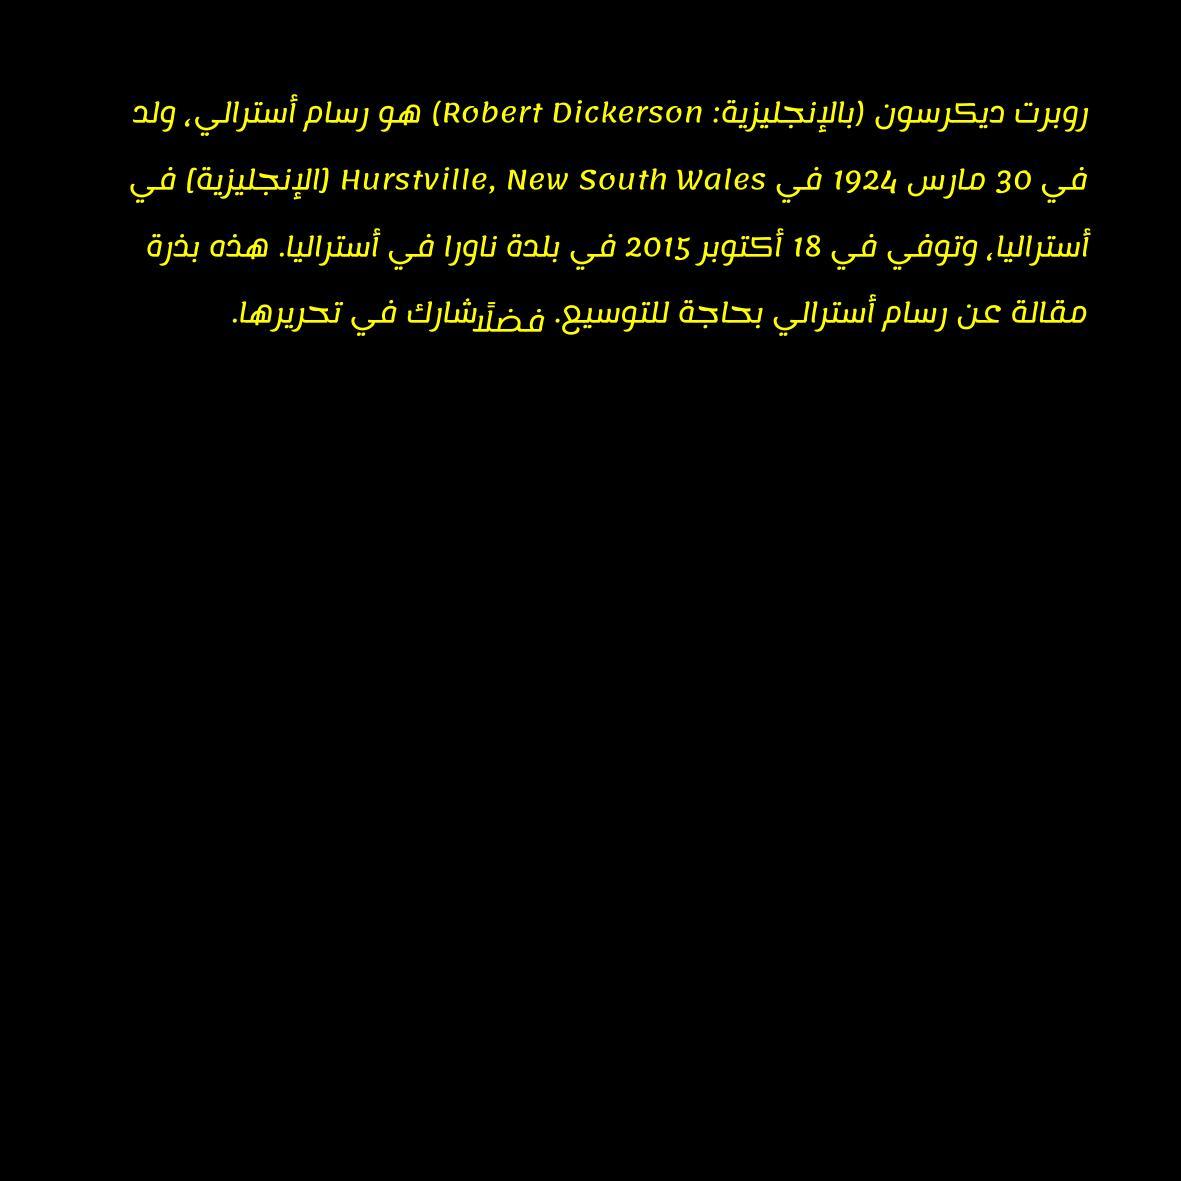 روبرت ديكرسون (بالإنجليزية: Robert Dickerson) هو رسام أسترالي، ولد
في 30 مارس 1924 في Hurstville, New South Wales (الإنجليزية) في
أستراليا، وتوفي في 18 أكتوبر 2015 في بلدة ناورا في أستراليا. هذه بذرة
مقالة عن رسام أسترالي بحاجة للتوسيع. فضلًا شارك في تحريرها.